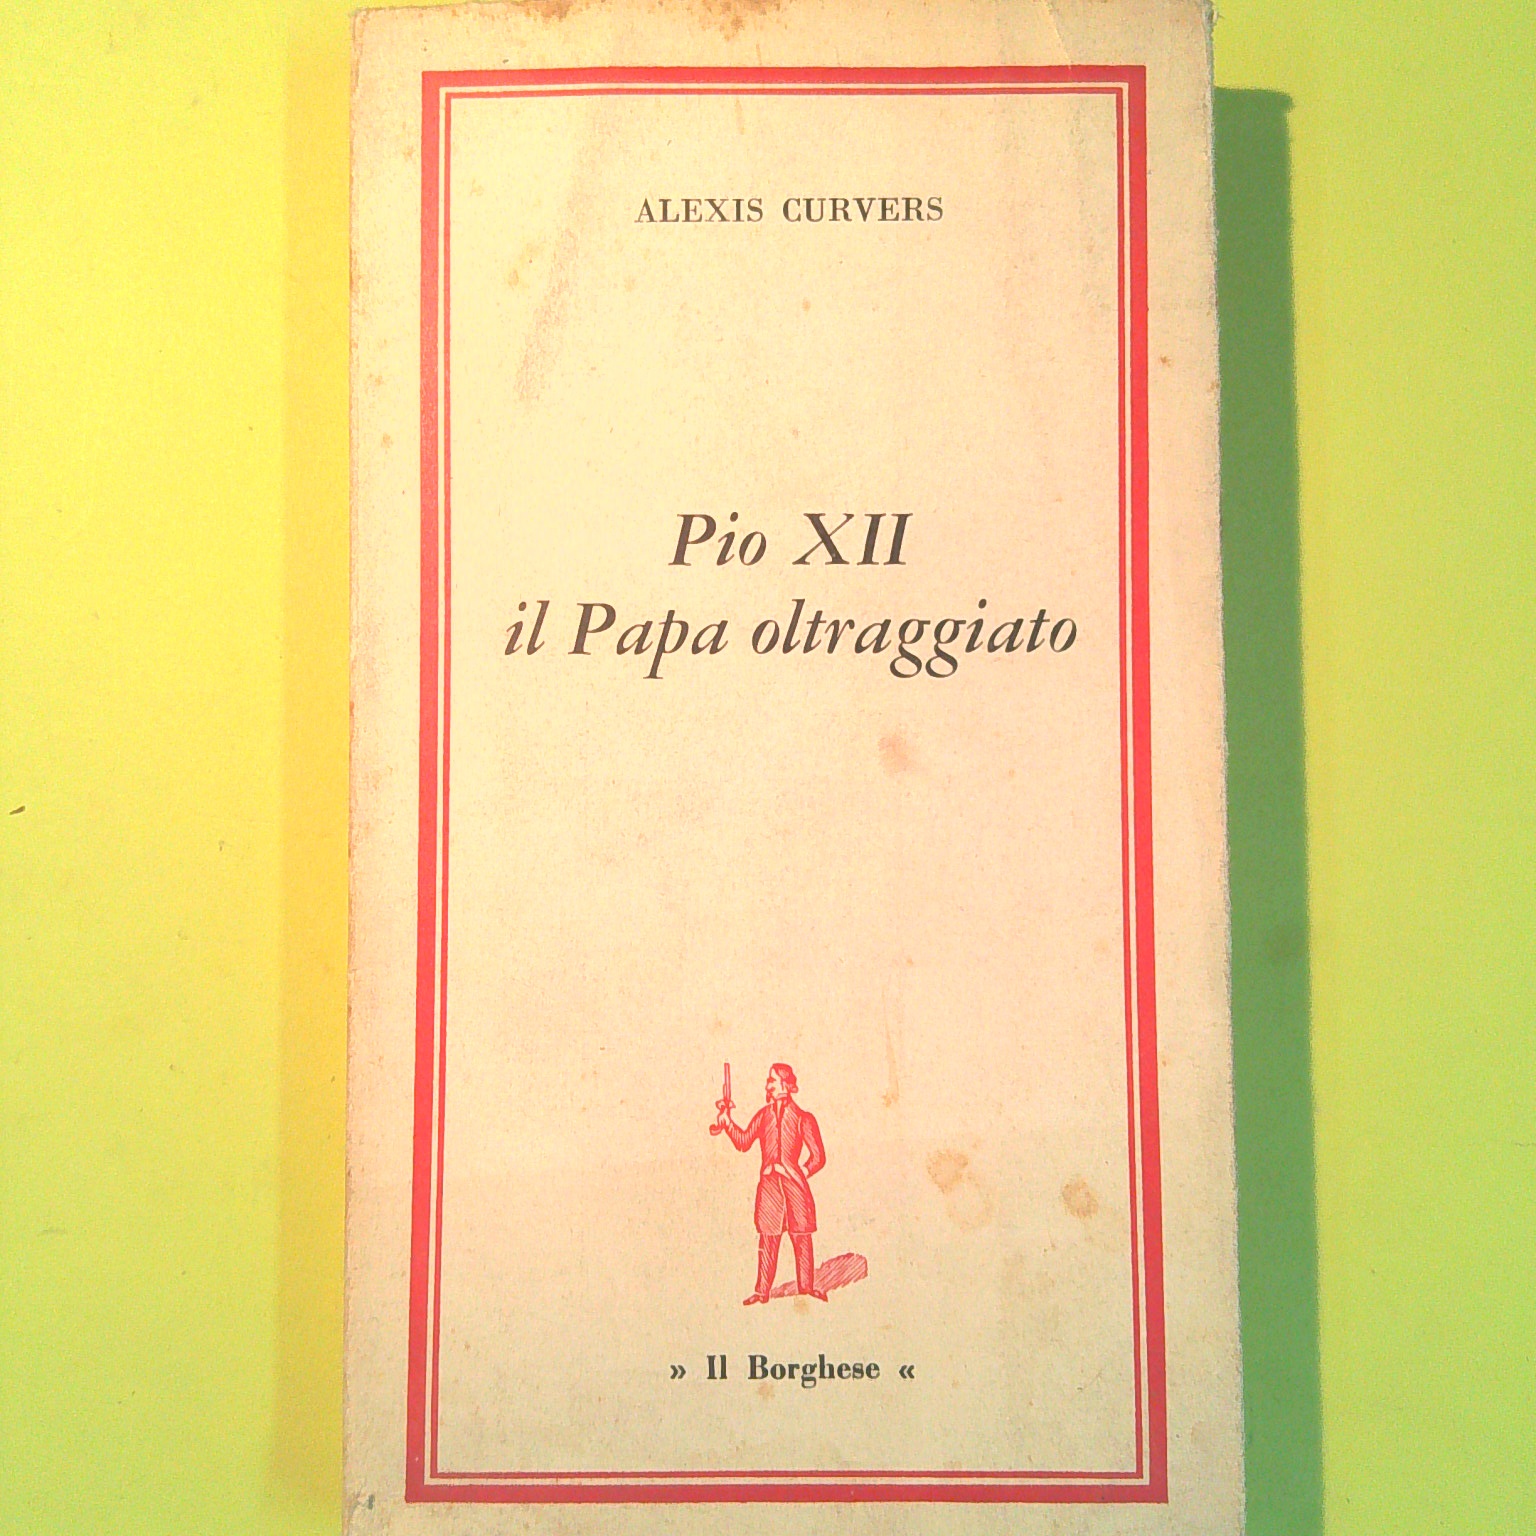 ALEXIS CURVERS
Pio XII
il Papa oltraggiato
» Il Borghese «